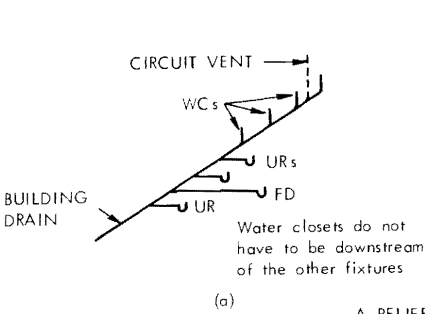 CIRCUIT VENT
WCs
URs
FD
UR
BUILDING
DRAIN
Water closets do not
have to be downstream
of the other fixtures
(a)
A RELIEF